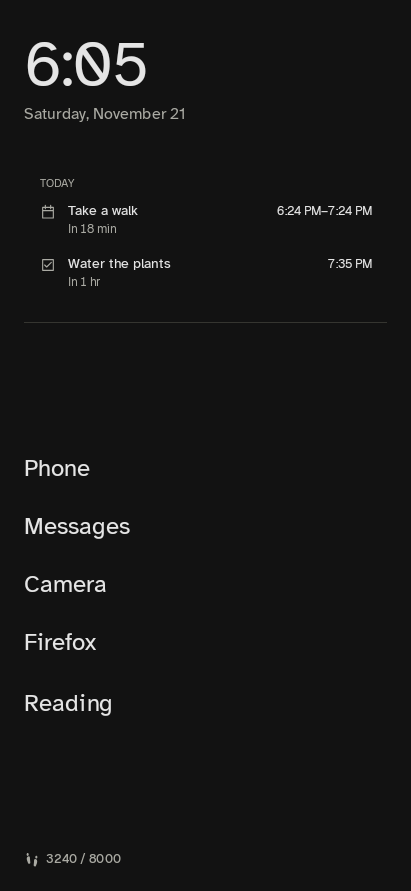 6:05
Saturday, November 21
TODAY
Take a walk 6:24 PM–7:24 PM
In 18 min
Water the plants 7:35 PM
In 1 hr
Phone
Messages
Camera
Firefox
Reading
3240 / 8000